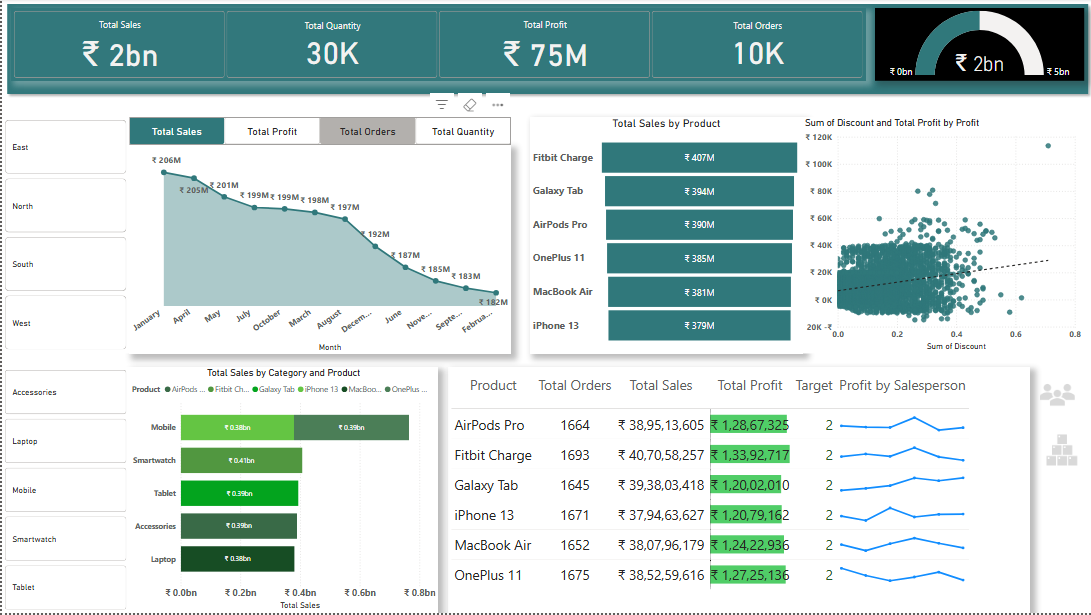 Total Sales
₹ 2bn
Total Quantity
30K
Total Profit
₹ 75M
Total Orders
10K
₹ 2bn
₹ 0bn
₹ 5bn
East
North
South
West
Accessories
Laptop
Mobile
Smartwatch
Tablet
Total Sales Total Profit Total Orders Total Quantity
₹ 206M
₹ 205M
₹ 201M
₹ 199M
₹ 199M
₹ 198M
₹ 197M
₹ 192M
₹ 187M
₹ 185M
₹ 183M
₹ 182M
January April May July October March August Decem... June Nove... Septe... Februa...
Month
Total Sales by Product
Fitbit Charge ₹ 407M
Galaxy Tab ₹ 394M
AirPods Pro ₹ 390M
OnePlus 11 ₹ 385M
MacBook Air ₹ 381M
iPhone 13 ₹ 379M
Sum of Discount and Total Profit by Profit
₹ 120K
₹ 100K
₹ 80K
₹ 60K
₹ 40K
₹ 20K
₹ 0K
20K -₹
0.0 0.2 0.4 0.6 0.8
Sum of Discount
Total Sales by Category and Product
Product AirPods ... Fitbit Ch... Galaxy Tab iPhone 13 MacBoo... OnePlus ...
Mobile ₹ 0.38bn ₹ 0.39bn
Smartwatch ₹ 0.41bn
Tablet ₹ 0.39bn
Accessories ₹ 0.39bn
Laptop ₹ 0.38bn
₹ 0.0bn ₹ 0.2bn ₹ 0.4bn ₹ 0.6bn ₹ 0.8bn
Total Sales
Product Total Orders Total Sales Total Profit Target Profit by Salesperson
AirPods Pro 1664 ₹ 38,95,13,605 ₹ 1,28,67,325 2
Fitbit Charge 1693 ₹ 40,70,58,257 ₹ 1,33,92,717 2
Galaxy Tab 1645 ₹ 39,38,03,418 ₹ 1,20,02,010 2
iPhone 13 1671 ₹ 37,94,63,627 ₹ 1,20,79,162 2
MacBook Air 1652 ₹ 38,07,96,179 ₹ 1,24,22,936 2
OnePlus 11 1675 ₹ 38,52,59,616 ₹ 1,27,25,136 2